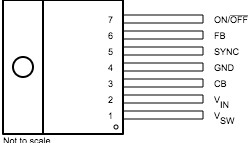 7 ON/OFF
6 FB
5 SYNC
4 GND
3 CB
2 VIN
1 VSW
Not to scale